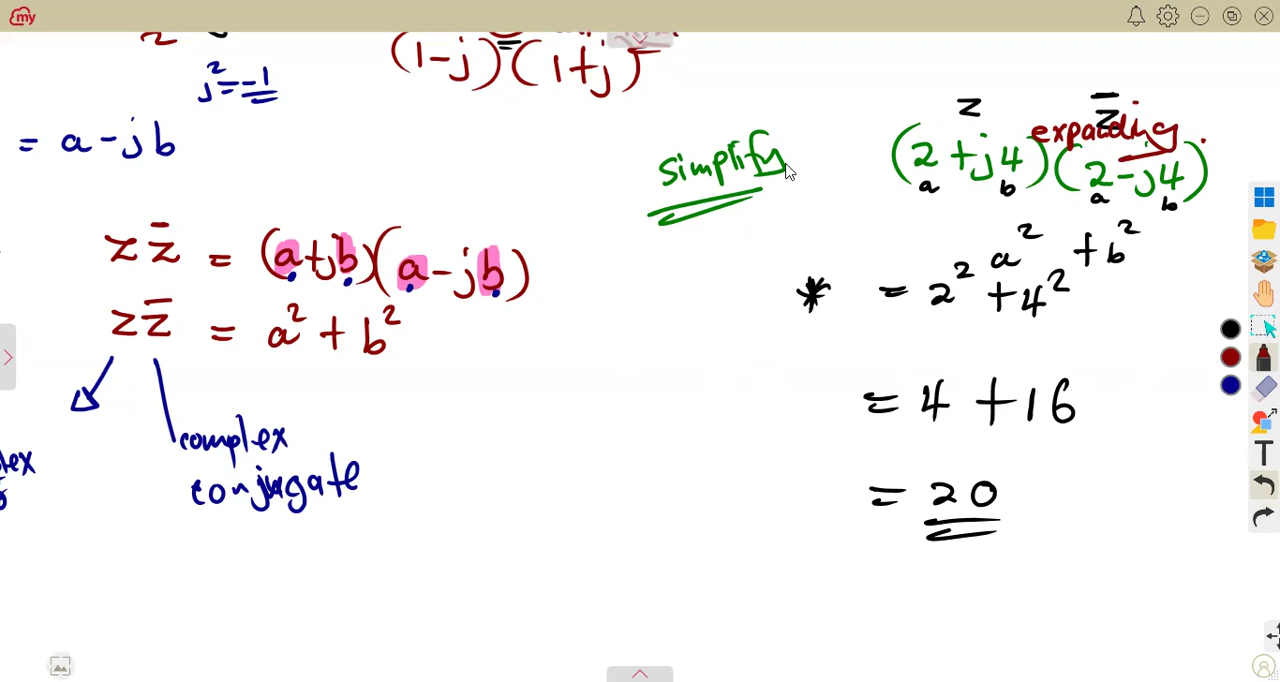 my
(1-j)(1+j)
j² = -1
= a - jb
z z̅ = (a+jb)(a-jb)
z z̅ = a² + b²
complex
conjugate
simplify
z z̅
expanding.
(2+j4)(2-j4)
a b a b
a² + b²
* = 2² + 4²
= 4 + 16
= 20
T